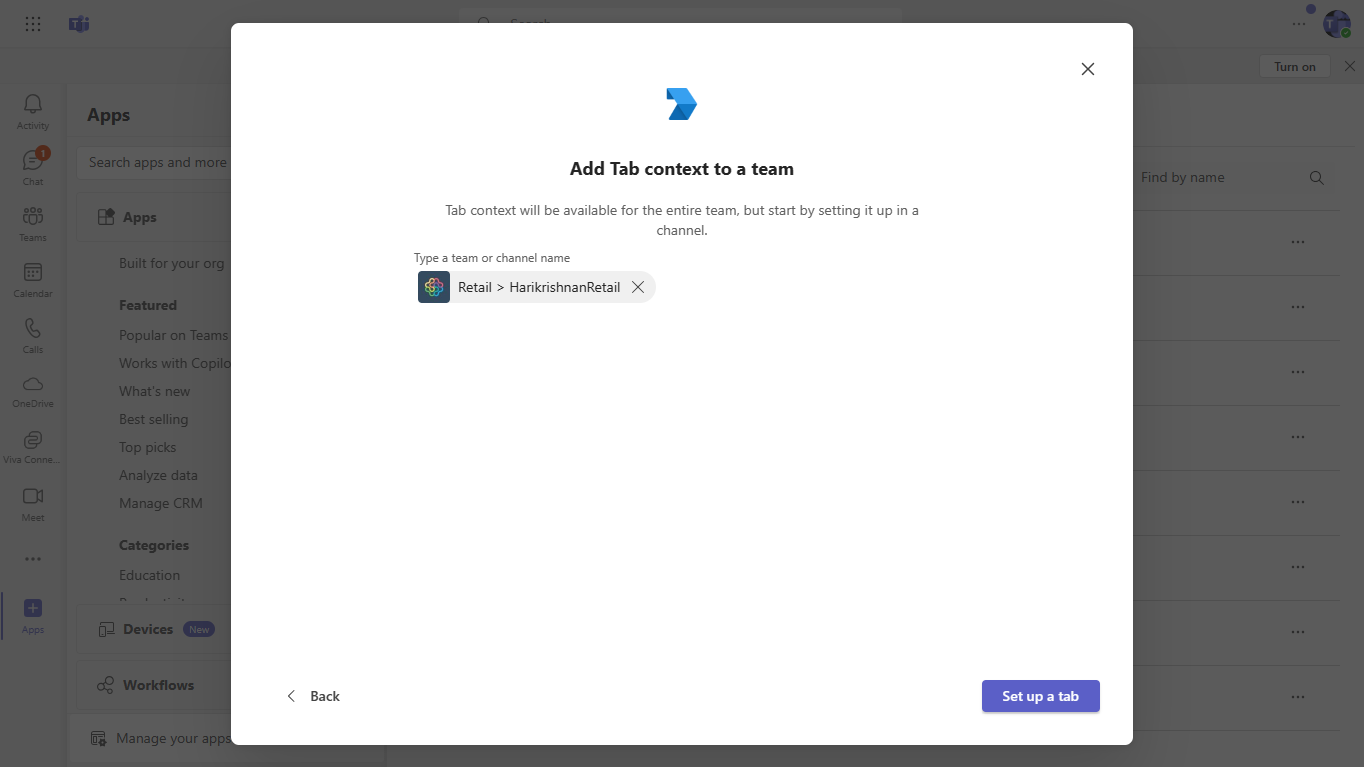 Search
Turn on
Activity
1
Chat
Teams
Calendar
Calls
OneDrive
Viva Conne...
Meet
Apps
Apps
Search apps and more
Apps
Built for your org
Featured
Popular on Teams
Works with Copilo
What's new
Best selling
Top picks
Analyze data
Manage CRM
Categories
Education
Devices New
Workflows
Manage your apps
Find by name
Add Tab context to a team
Tab context will be available for the entire team, but start by setting it up in a
channel.
Type a team or channel name
Retail > HarikrishnanRetail
Back
Set up a tab